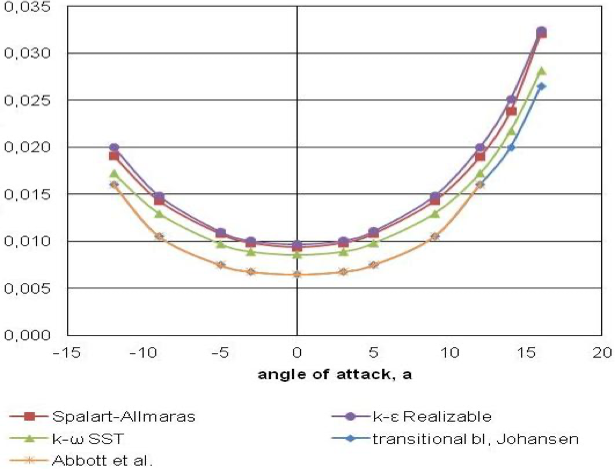 0,035
0,030
0,025
0,020
0,015
0,010
0,005
0,000
-15 -10 -5 0 5 10 15 20
angle of attack, a
Spalart-Allmaras k-ε Realizable
k-ω SST transitional bl, Johansen
Abbott et al.